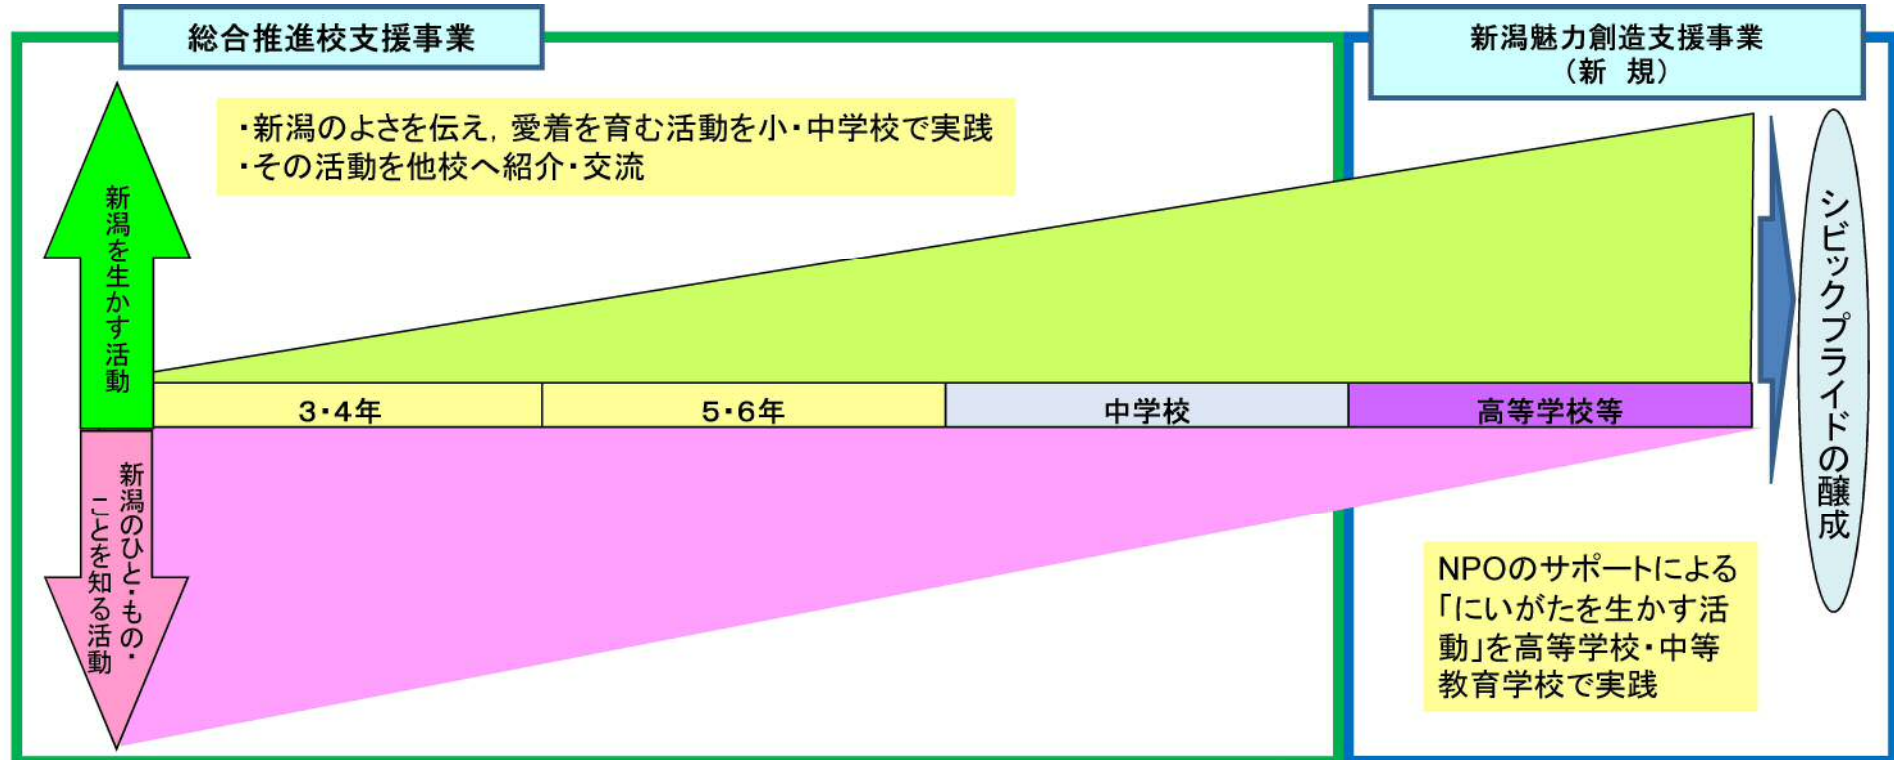 総合推進校支援事業
新潟魅力創造支援事業
（新　規）
・新潟のよさを伝え，愛着を育む活動を小・中学校で実践
・その活動を他校へ紹介・交流
新潟を生かす活動
シビックプライドの醸成
3・4年
5・6年
中学校
高等学校等
新潟のひと・もの・
ことを知る活動
NPOのサポートによる
「にいがたを生かす活
動」を高等学校・中等
教育学校で実践